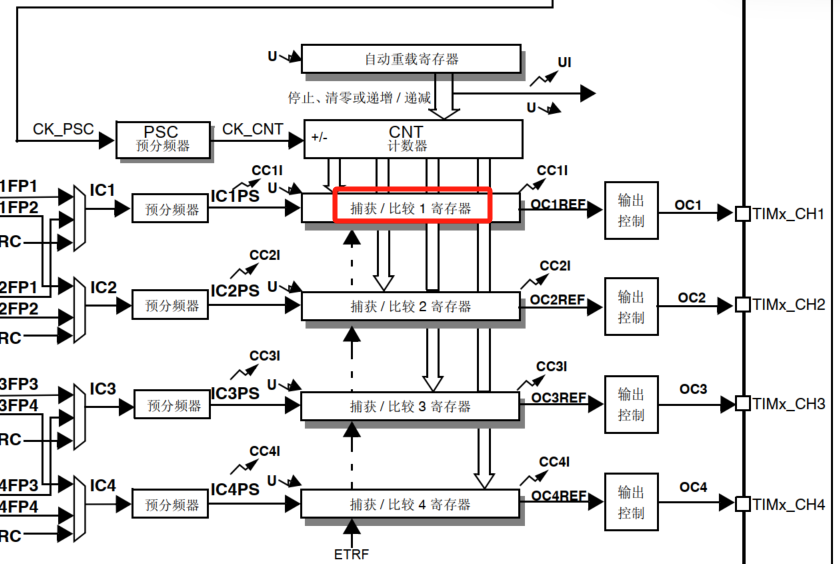 U
自动重载寄存器
UI
停止、清零或递增 / 递减
U
CK_PSC
PSC
预分频器
CK_CNT
+/-
CNT
计数器
1FP1
1FP2
RC
IC1
预分频器
CC1I
IC1PS
U
捕获 / 比较 1 寄存器
CC1I
OC1REF
输出
控制
OC1
TIMx_CH1
2FP1
2FP2
RC
IC2
预分频器
CC2I
IC2PS
U
捕获 / 比较 2 寄存器
CC2I
OC2REF
输出
控制
OC2
TIMx_CH2
3FP3
3FP4
RC
IC3
预分频器
CC3I
IC3PS
U
捕获 / 比较 3 寄存器
CC3I
OC3REF
输出
控制
OC3
TIMx_CH3
4FP3
4FP4
RC
IC4
预分频器
CC4I
IC4PS
U
捕获 / 比较 4 寄存器
CC4I
OC4REF
输出
控制
OC4
TIMx_CH4
ETRF